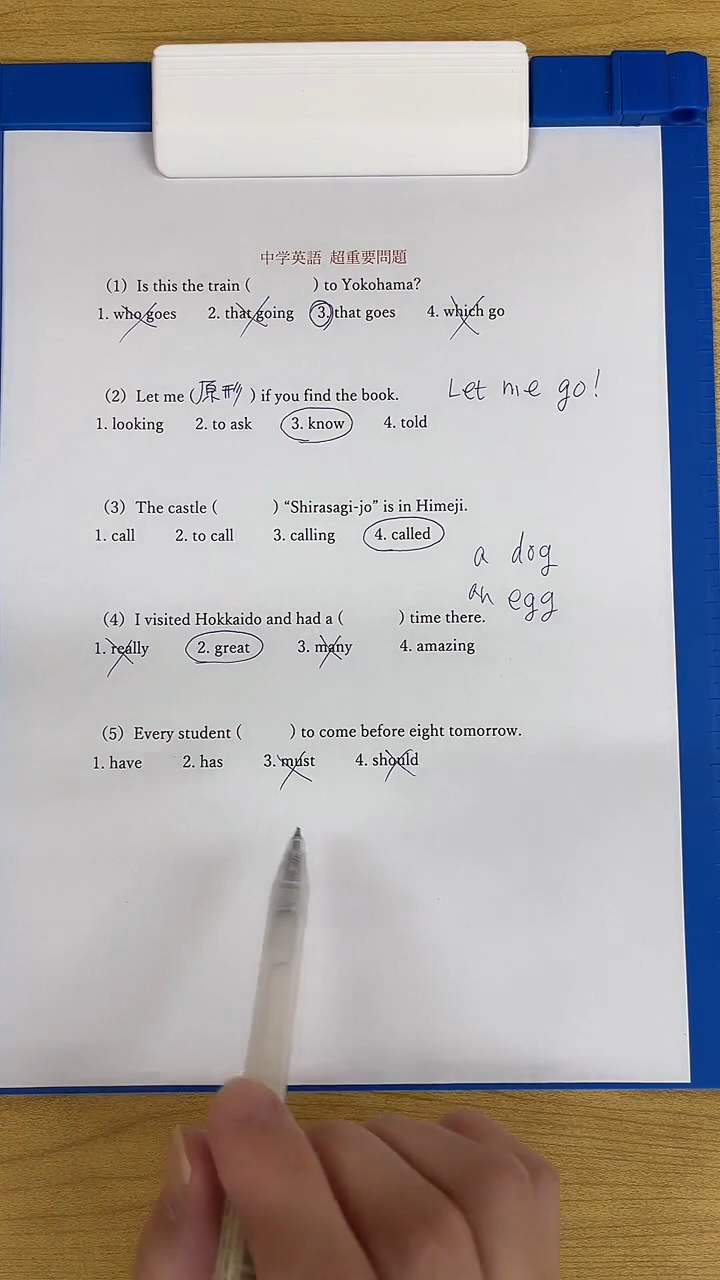 中学英語 超重要問題
(1) Is this the train ( ) to Yokohama?
1. who goes 2. that going 3. that goes 4. which go
(2) Let me (原形) if you find the book. Let me go!
1. looking 2. to ask 3. know 4. told
(3) The castle ( ) “Shirasagi-jo” is in Himeji.
1. call 2. to call 3. calling 4. called
a dog
an egg
(4) I visited Hokkaido and had a ( ) time there.
1. really 2. great 3. many 4. amazing
(5) Every student ( ) to come before eight tomorrow.
1. have 2. has 3. must 4. should